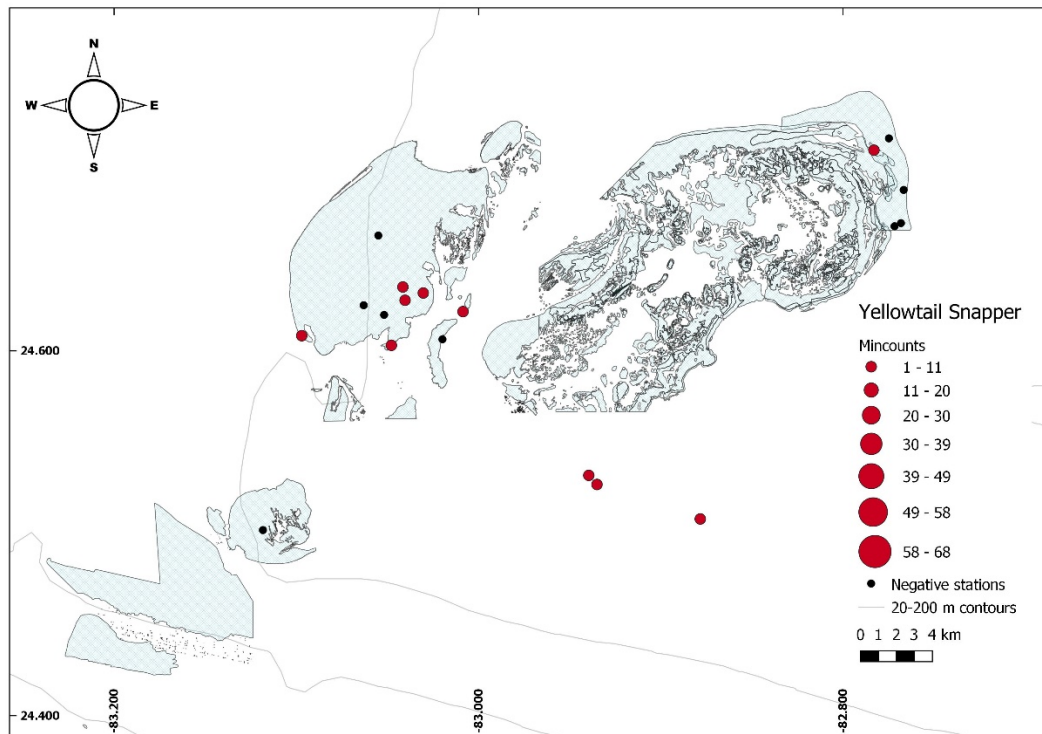 N
W E
S
24.600
Yellowtail Snapper
Mincounts
1 - 11
11 - 20
20 - 30
30 - 39
39 - 49
49 - 58
58 - 68
Negative stations
20-200 m contours
0 1 2 3 4 km
24.400
-83.200
-83.000
-82.800